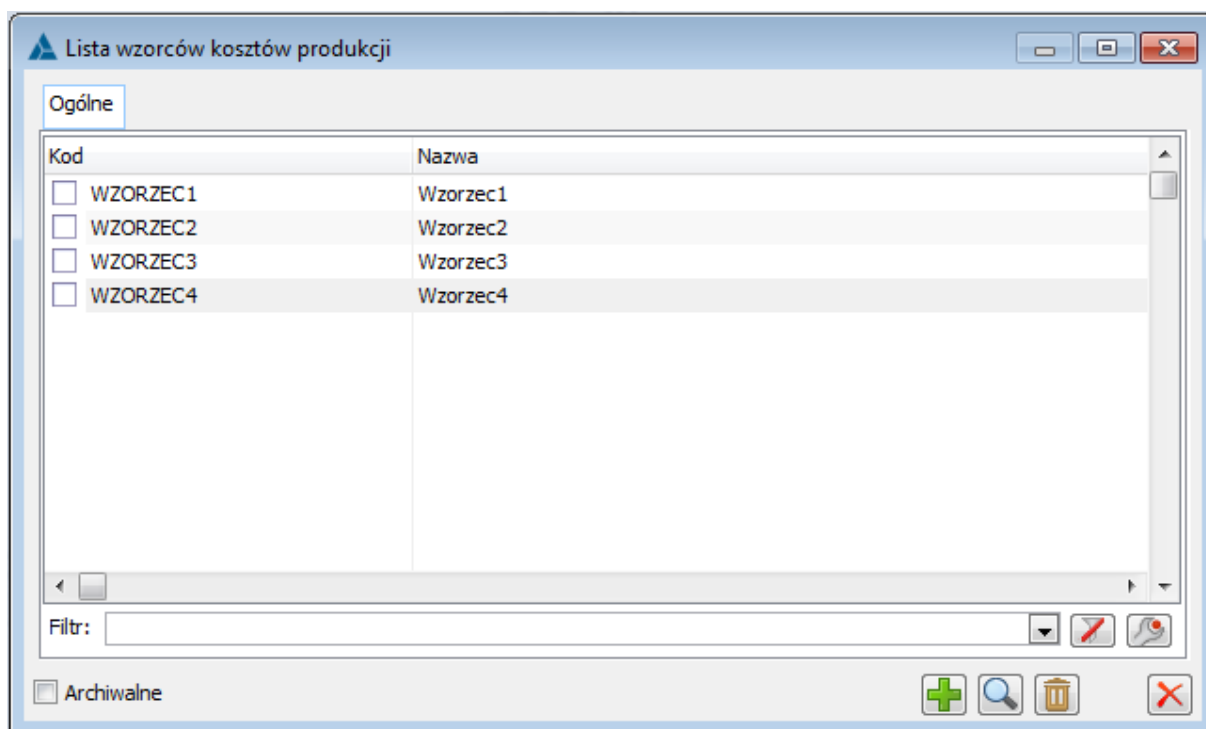 Lista wzorców kosztów produkcji
Ogólne
Kod Nazwa
WZORZEC1 Wzorzec1
WZORZEC2 Wzorzec2
WZORZEC3 Wzorzec3
WZORZEC4 Wzorzec4
Filtr:
Archiwalne